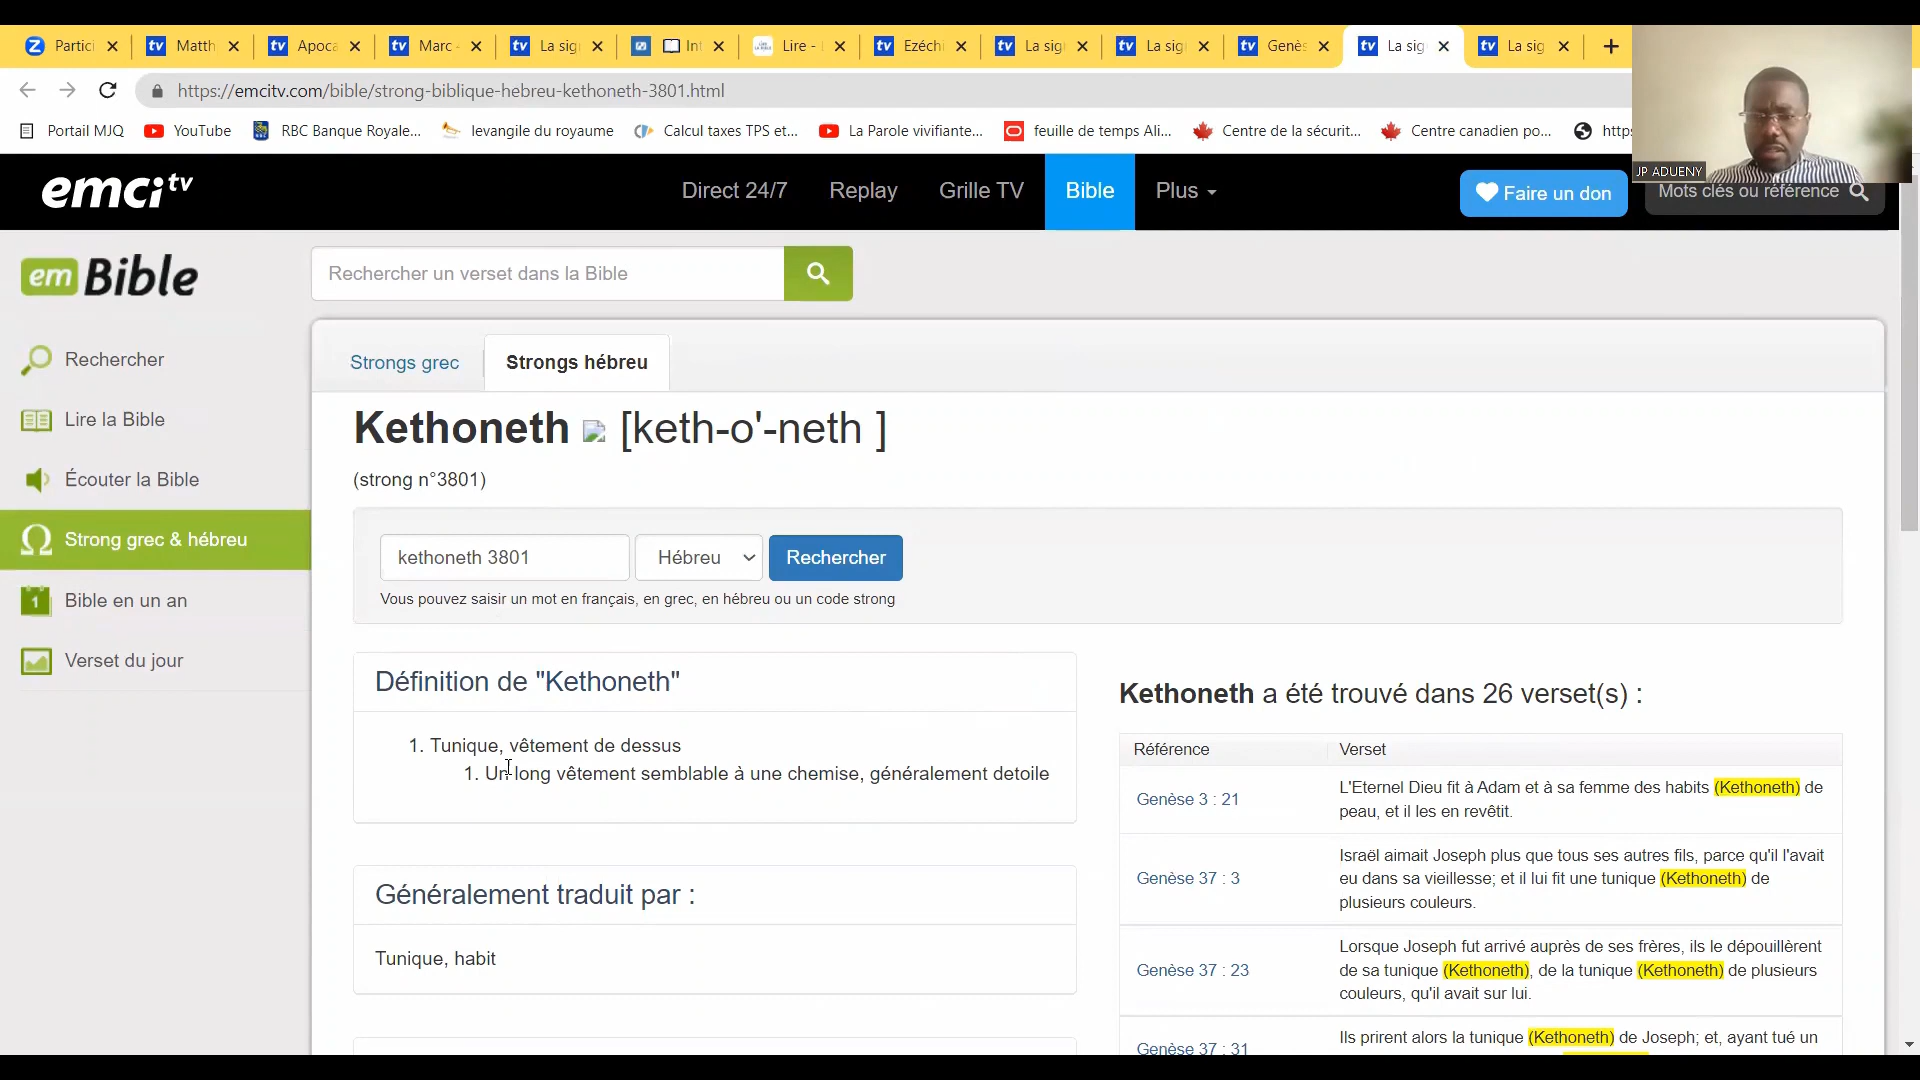 Partici
Matth
Apoca
Marc -
La sig
Int
Lire - L
Ezéchi
La sig
La sig
Genès
La sig
La sig
https://emcitv.com/bible/strong-biblique-hebreu-kethoneth-3801.html
Portail MJQ
YouTube
RBC Banque Royale...
levangile du royaume
Calcul taxes TPS et...
La Parole vivifiante...
feuille de temps Ali...
Centre de la sécurit...
Centre canadien po...
https
JP ADUENY
emci tv
Direct 24/7
Replay
Grille TV
Bible
Plus
Faire un don
Mots clés ou référence
em Bible
Rechercher un verset dans la Bible
Rechercher
Lire la Bible
Écouter la Bible
Strong grec & hébreu
1 Bible en un an
Verset du jour
Strongs grec
Strongs hébreu
Kethoneth [keth-o'-neth ]
(strong n°3801)
kethoneth 3801
Hébreu
Rechercher
Vous pouvez saisir un mot en français, en grec, en hébreu ou un code strong
Définition de "Kethoneth"
1. Tunique, vêtement de dessus
1. Un long vêtement semblable à une chemise, généralement detoile
Généralement traduit par :
Tunique, habit
Kethoneth a été trouvé dans 26 verset(s) :
Référence Verset
Genèse 3 : 21
L'Eternel Dieu fit à Adam et à sa femme des habits (Kethoneth) de
peau, et il les en revêtit.
Genèse 37 : 3
Israël aimait Joseph plus que tous ses autres fils, parce qu'il l'avait
eu dans sa vieillesse; et il lui fit une tunique (Kethoneth) de
plusieurs couleurs.
Genèse 37 : 23
Lorsque Joseph fut arrivé auprès de ses frères, ils le dépouillèrent
de sa tunique (Kethoneth), de la tunique (Kethoneth) de plusieurs
couleurs, qu'il avait sur lui.
Genèse 37 : 31
Ils prirent alors la tunique (Kethoneth) de Joseph; et, ayant tué un